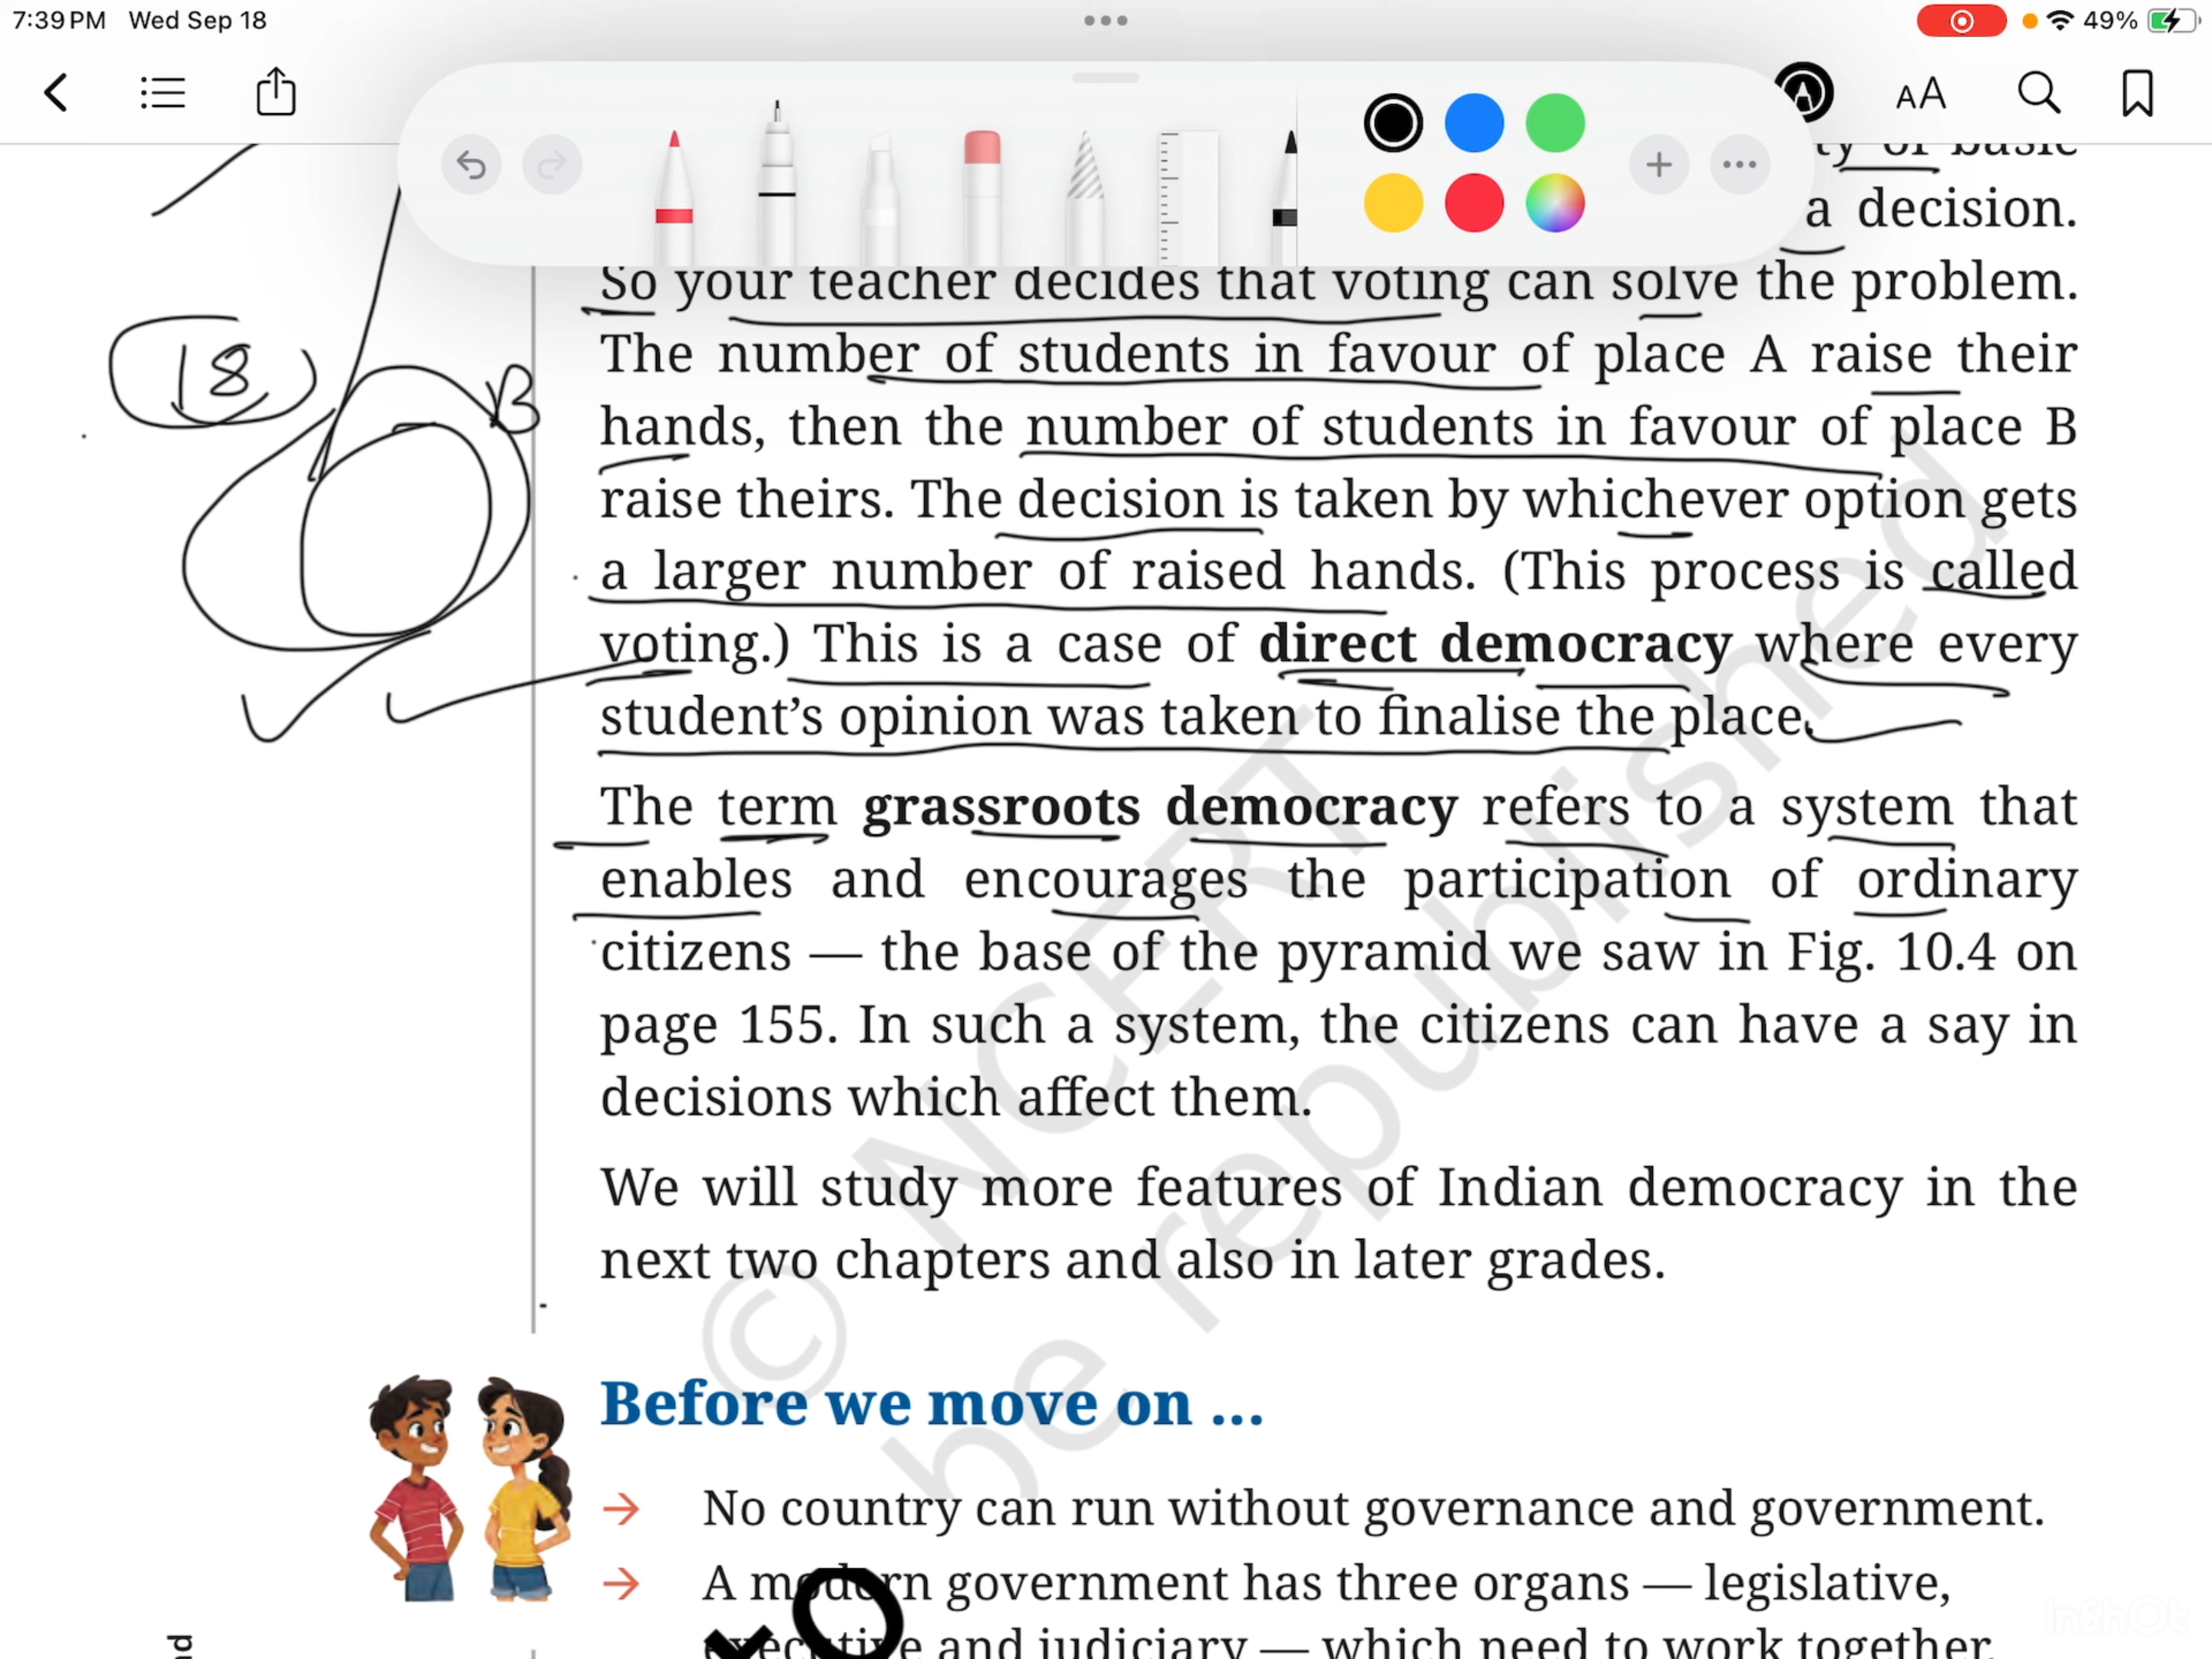 7:39 PM Wed Sep 18
49%
AA
ty of basic
a decision.
So your teacher decides that voting can solve the problem.
The number of students in favour of place A raise their
hands, then the number of students in favour of place B
raise theirs. The decision is taken by whichever option gets
a larger number of raised hands. (This process is called
voting.) This is a case of direct democracy where every
student’s opinion was taken to finalise the place.
18
B
The term grassroots democracy refers to a system that
enables and encourages the participation of ordinary
citizens — the base of the pyramid we saw in Fig. 10.4 on
page 155. In such a system, the citizens can have a say in
decisions which affect them.
We will study more features of Indian democracy in the
next two chapters and also in later grades.
Before we move on ...
→ No country can run without governance and government.
→ A modern government has three organs — legislative,
executive and judiciary — which need to work together.
© NCERT
be republished
InShOt